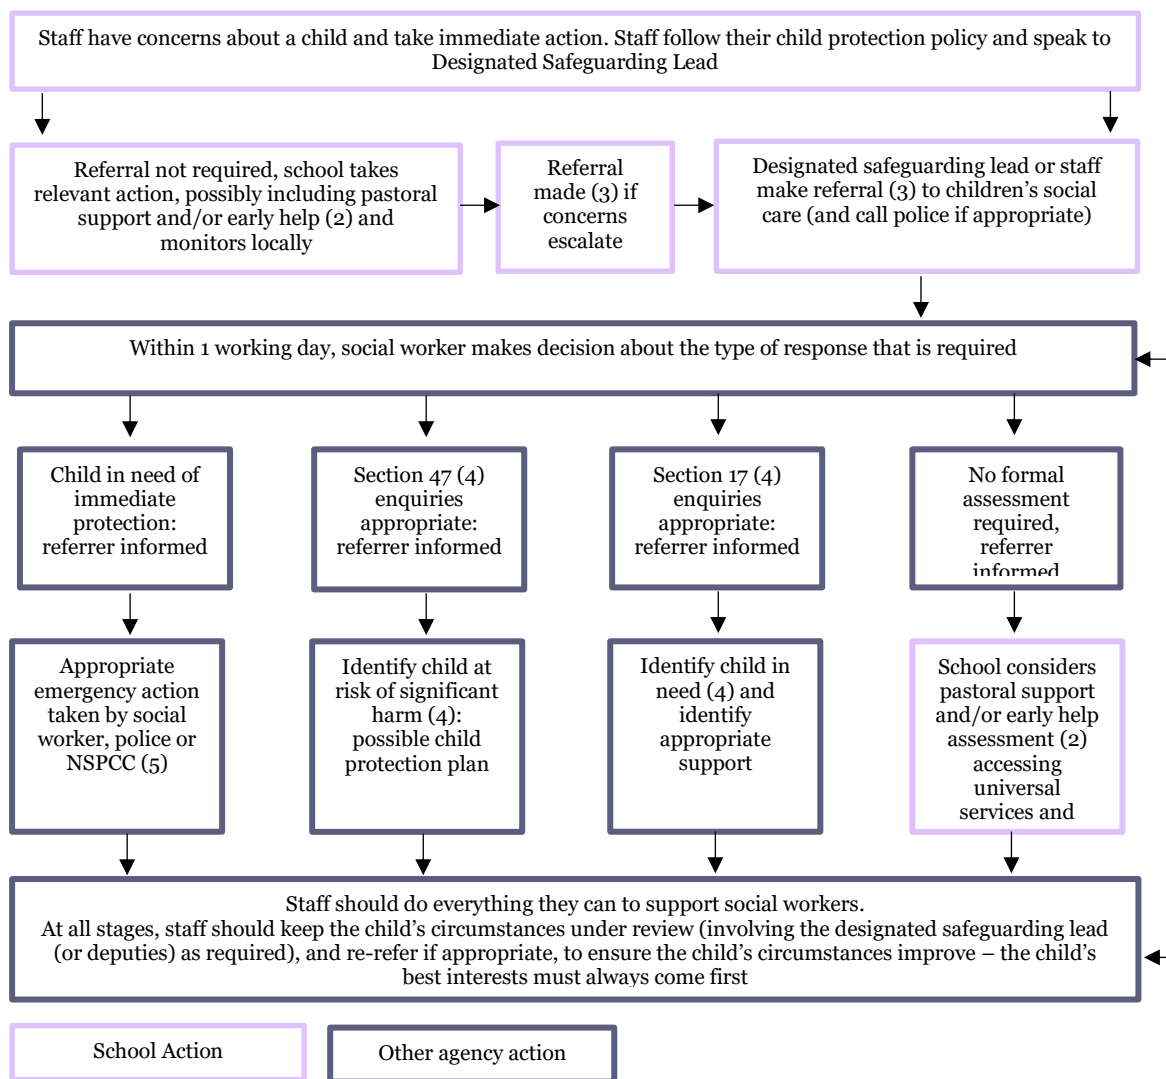 Staff have concerns about a child and take immediate action. Staff follow their child protection policy and speak to
Designated Safeguarding Lead
Referral not required, school takes
relevant action, possibly including pastoral
support and/or early help (2) and
monitors locally
Referral
made (3) if
concerns
escalate
Designated safeguarding lead or staff
make referral (3) to children’s social
care (and call police if appropriate)
Within 1 working day, social worker makes decision about the type of response that is required
Child in need of
immediate
protection:
referrer informed
Section 47 (4)
enquiries
appropriate:
referrer informed
Section 17 (4)
enquiries
appropriate:
referrer informed
No formal
assessment
required,
referrer
informed
Appropriate
emergency action
taken by social
worker, police or
NSPCC (5)
Identify child at
risk of significant
harm (4):
possible child
protection plan
Identify child in
need (4) and
identify
appropriate
support
School considers
pastoral support
and/or early help
assessment (2)
accessing
universal
services and
Staff should do everything they can to support social workers.
At all stages, staff should keep the child’s circumstances under review (involving the designated safeguarding lead
(or deputies) as required), and re-refer if appropriate, to ensure the child’s circumstances improve – the child’s
best interests must always come first
School Action
Other agency action